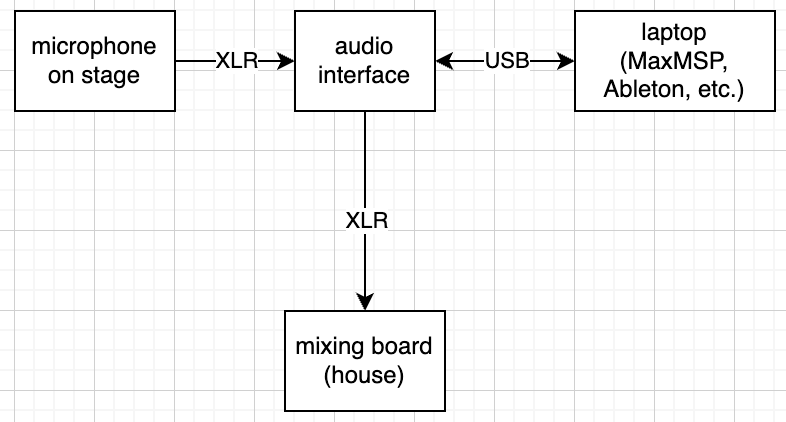 microphone
on stage
XLR
audio
interface
USB
laptop
(MaxMSP,
Ableton, etc.)
XLR
mixing board
(house)